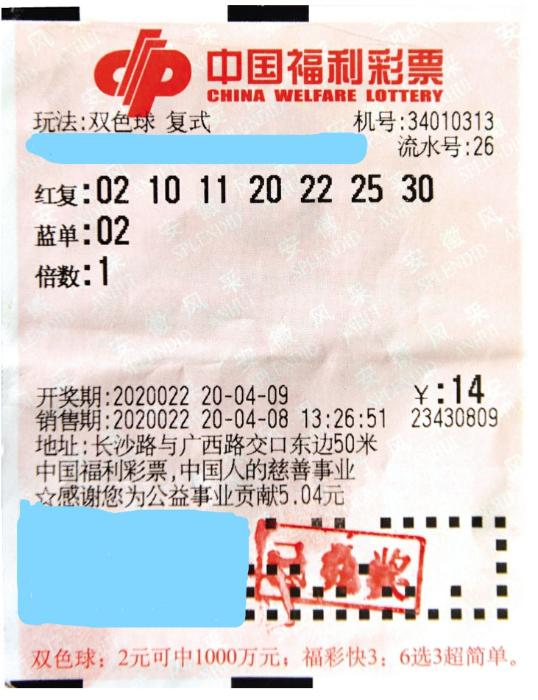 中国福利彩票
CHINA WELFARE LOTTERY
玩法:双色球 复式 机号:34010313
流水号:26
红复:02 10 11 20 22 25 30
蓝单:02
倍数:1
开奖期:2020022 20-04-09 ¥:14
销售期:2020022 20-04-08 13:26:51 23430809
地址:长沙路与广西路交口东边50米
中国福利彩票,中国人的慈善事业
☆感谢您为公益事业贡献5.04元
双色球：2元可中1000万元；福彩快3：6选3超简单。